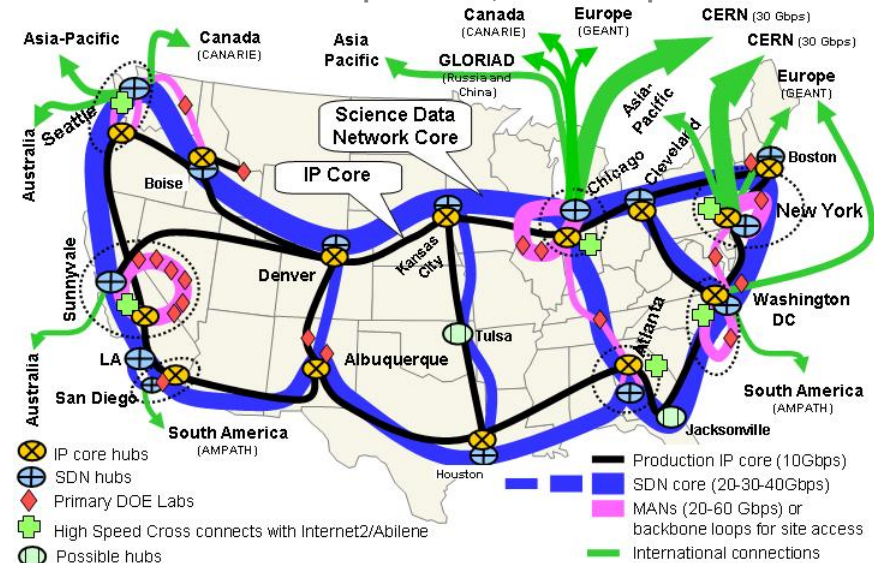 Canada
(CANARIE)
Europe
(GEANT)
CERN (30 Gbps)
CERN (30 Gbps)
Asia-Pacific
Canada
(CANARIE)
Asia
Pacific
GLORIAD
(Russia and
China)
Europe
(GEANT)
Asia-
Pacific
Australia
Seattle
Science Data
Network Core
IP Core
Chicago
Cleveland
Boston
Boise
New York
Sunnyvale
Denver
Kansas
City
Washington
DC
Tulsa
Atlanta
LA
Albuquerque
San Diego
South America
(AMPATH)
Australia
South America
(AMPATH)
Jacksonville
Houston
IP core hubs
SDN hubs
Primary DOE Labs
High Speed Cross connects with Internet2/Abilene
Possible hubs
Production IP core (10Gbps)
SDN core (20-30-40Gbps)
MANs (20-60 Gbps) or
backbone loops for site access
International connections